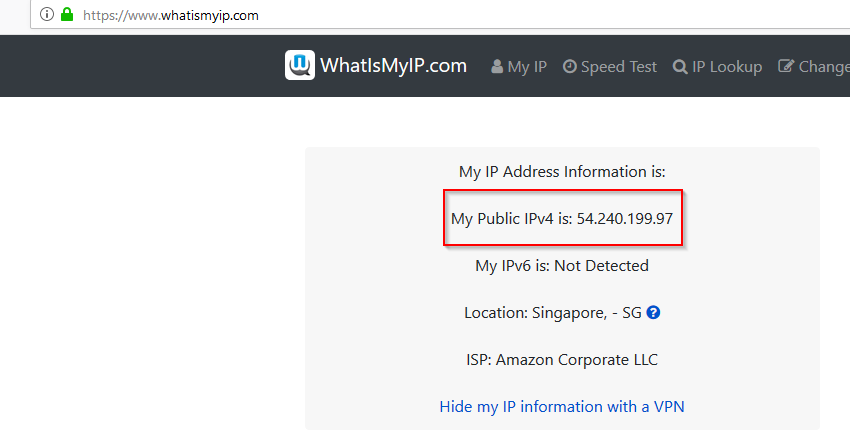 https://www.whatismyip.com
WhatIsMyIP.com My IP Speed Test IP Lookup Change
My IP Address Information is:
My Public IPv4 is: 54.240.199.97
My IPv6 is: Not Detected
Location: Singapore, - SG
ISP: Amazon Corporate LLC
Hide my IP information with a VPN